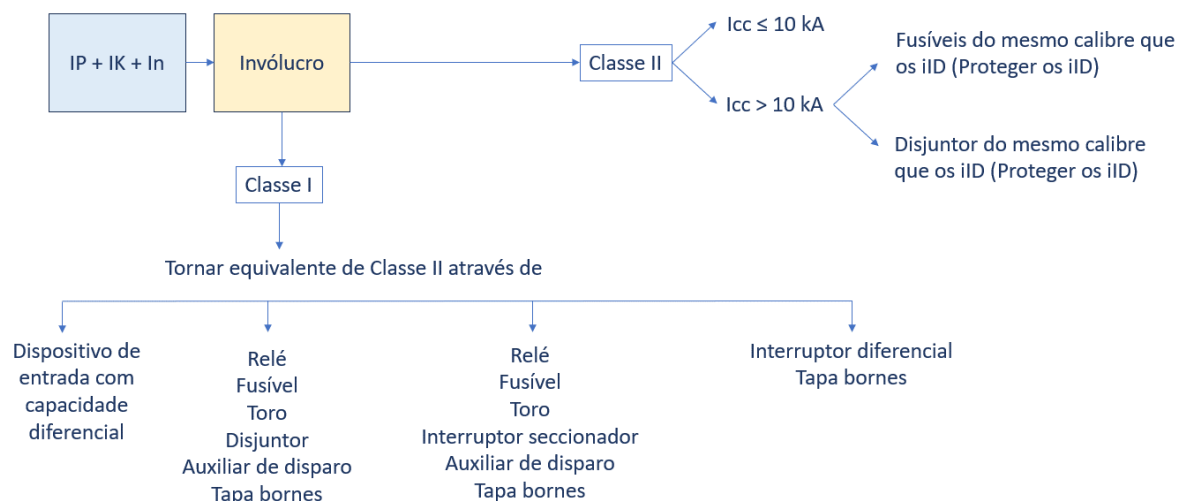 IP + IK + In
Invólucro
Classe II
Icc ≤ 10 kA
Icc > 10 kA
Fusíveis do mesmo calibre que
os iID (Proteger os iID)
Disjuntor do mesmo calibre
que os iID (Proteger os iID)
Classe I
Tornar equivalente de Classe II através de
Dispositivo de
entrada com
capacidade
diferencial
Relé
Fusível
Toro
Disjuntor
Auxiliar de disparo
Tapa bornes
Relé
Fusível
Toro
Interruptor seccionador
Auxiliar de disparo
Tapa bornes
Interruptor diferencial
Tapa bornes